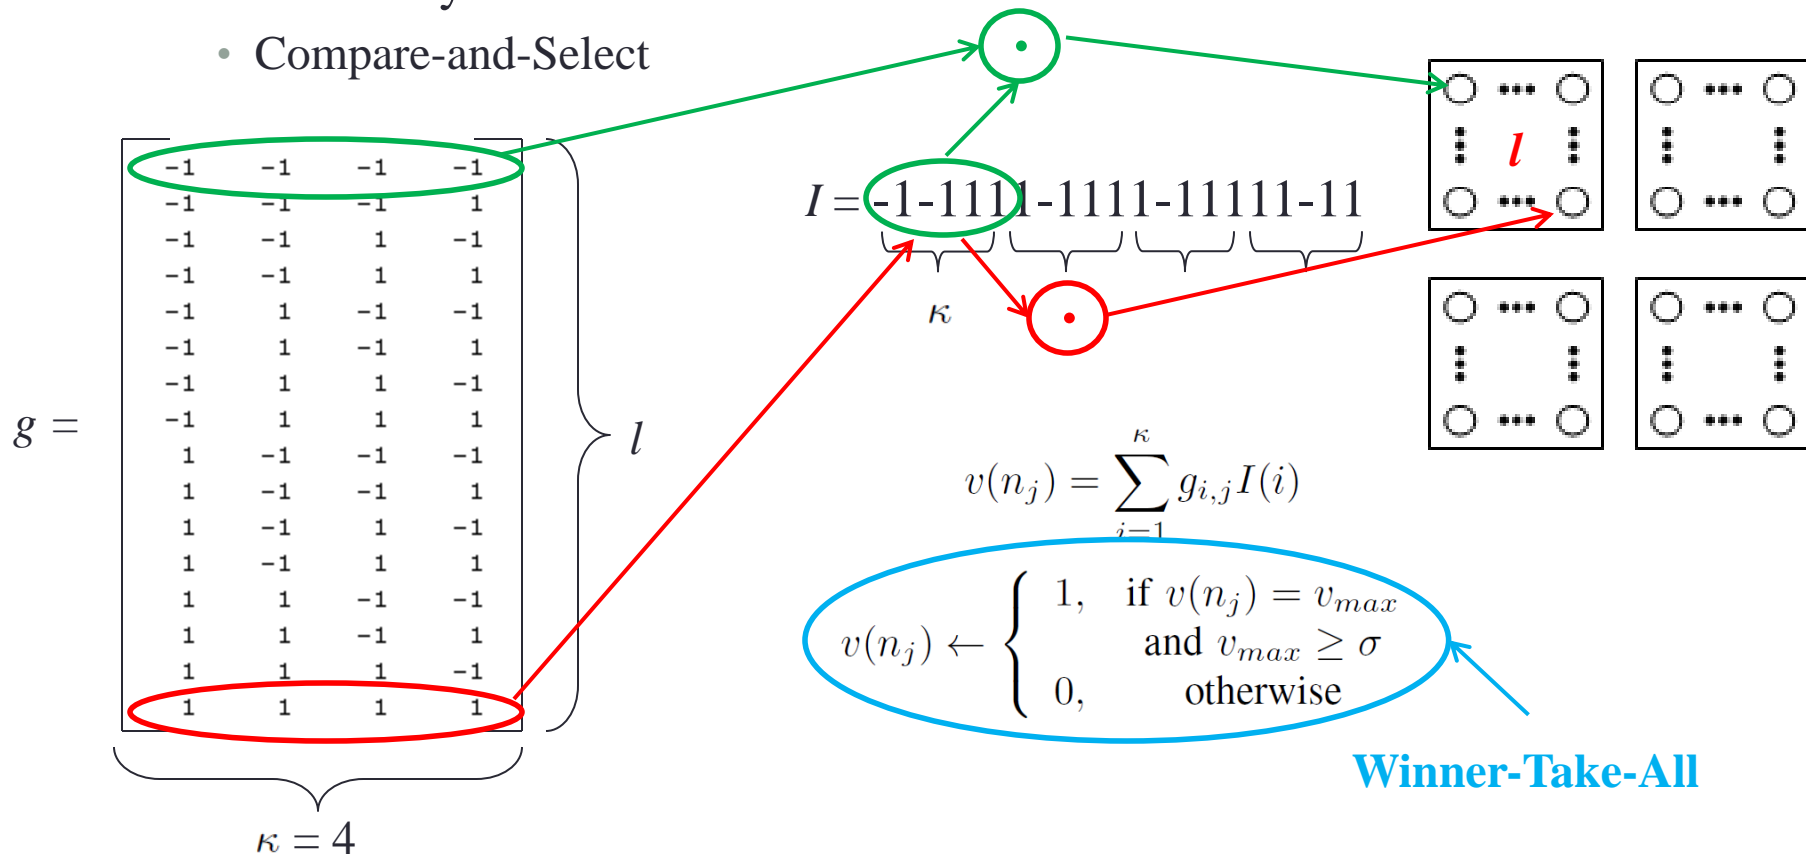 • Compare-and-Select
g =
-1 -1 -1 -1
-1 -1 -1 1
-1 -1 1 -1
-1 -1 1 1
-1 1 -1 -1
-1 1 -1 1
-1 1 1 -1
-1 1 1 1
1 -1 -1 -1
1 -1 -1 1
1 -1 1 -1
1 -1 1 1
1 1 -1 -1
1 1 -1 1
1 1 1 -1
1 1 1 1
l
κ = 4
I = -1-1111-1111-11111-11
κ
l
v(n_j) = ∑_{i=1}^{κ} g_{i,j} I(i)
v(n_j) ← { 1, if v(n_j) = v_{max}
and v_{max} ≥ σ
0, otherwise
Winner-Take-All